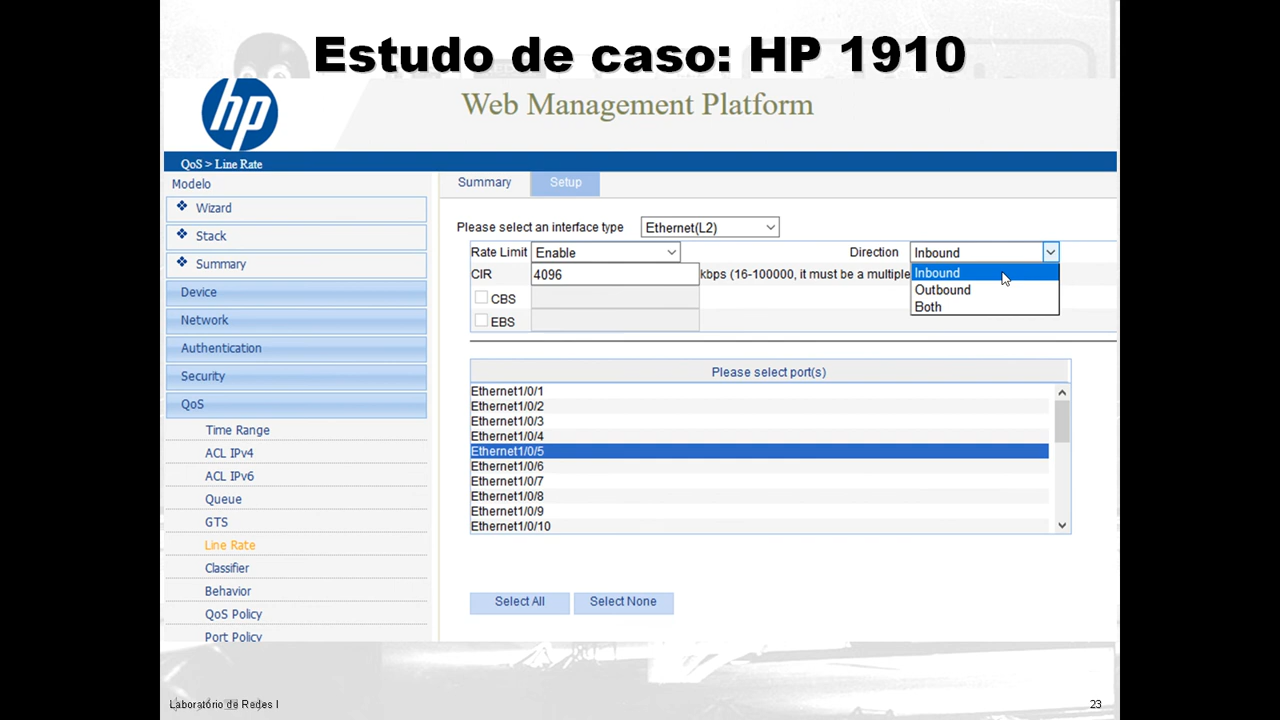 Estudo de caso: HP 1910
hp
Web Management Platform
QoS > Line Rate
Modelo
Wizard
Stack
Summary
Device
Network
Authentication
Security
QoS
Time Range
ACL IPv4
ACL IPv6
Queue
GTS
Line Rate
Classifier
Behavior
QoS Policy
Port Policy
Summary
Setup
Please select an interface type
Ethernet(L2)
Rate Limit
Enable
Direction
Inbound
CIR
4096
kbps (16-100000, it must be a multiple
Inbound
Outbound
Both
CBS
EBS
Please select port(s)
Ethernet1/0/1
Ethernet1/0/2
Ethernet1/0/3
Ethernet1/0/4
Ethernet1/0/5
Ethernet1/0/6
Ethernet1/0/7
Ethernet1/0/8
Ethernet1/0/9
Ethernet1/0/10
Select All
Select None
Laboratório de Redes I
23